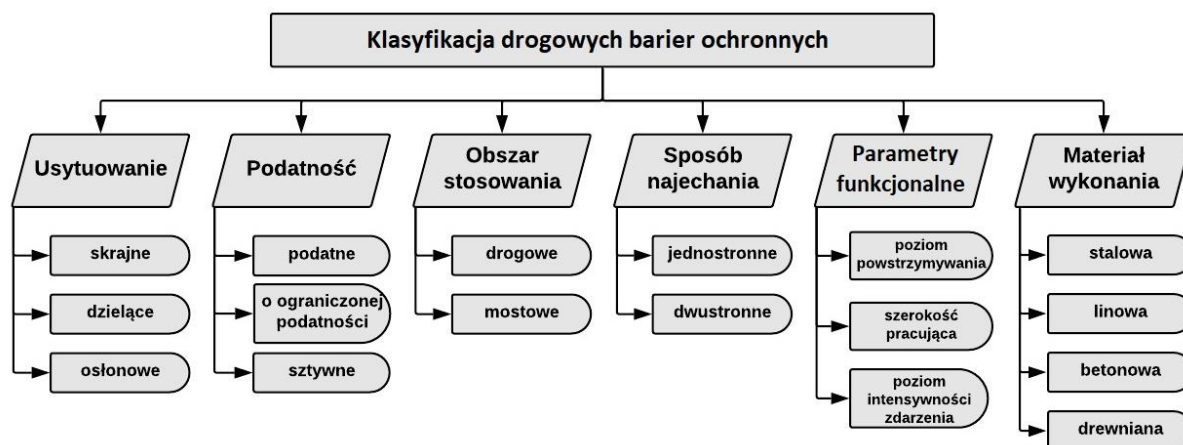 Klasyfikacja drogowych barier ochronnych
Usytuowanie
skrajne
dzielące
osłonowe
Podatność
podatne
o ograniczonej
podatności
sztywne
Obszar
stosowania
drogowe
mostowe
Sposób
najechania
jednostronne
dwustronne
Parametry
funkcjonalne
poziom
powstrzymywania
szerokość
pracująca
poziom
intensywności
zdarzenia
Materiał
wykonania
stalowa
linowa
betonowa
drewniana